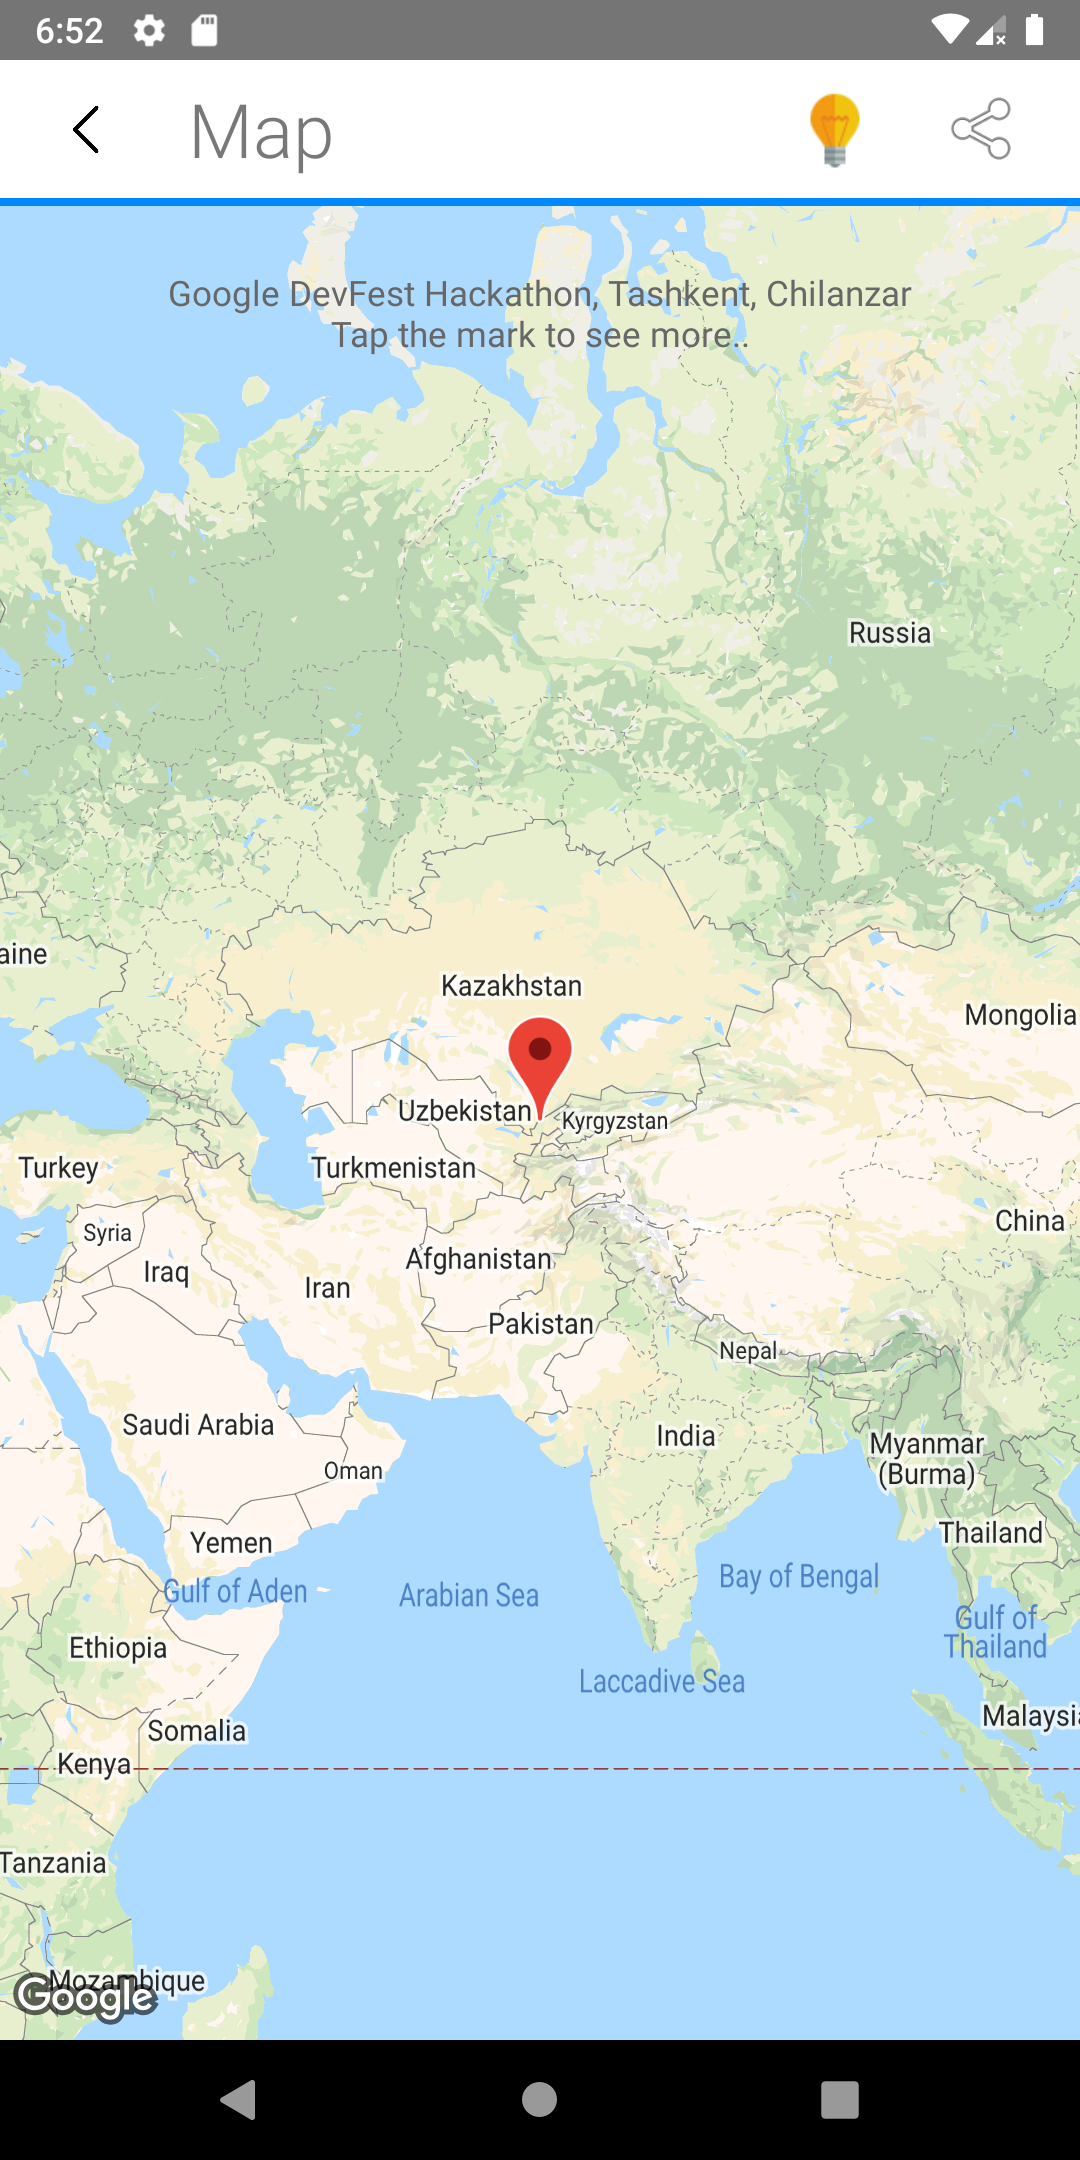 6:52
Map
Google DevFest Hackathon, Tashkent, Chilanzar
Tap the mark to see more..
Russia
aine
Kazakhstan
Mongolia
Uzbekistan
Kyrgyzstan
Turkey
Turkmenistan
Syria
China
Iraq
Afghanistan
Iran
Pakistan
Nepal
Saudi Arabia
India
Myanmar
(Burma)
Oman
Thailand
Yemen
Bay of Bengal
Gulf of Aden
Arabian Sea
Gulf of
Thailand
Ethiopia
Laccadive Sea
Malaysi
Somalia
Kenya
Tanzania
Mozambique
Google